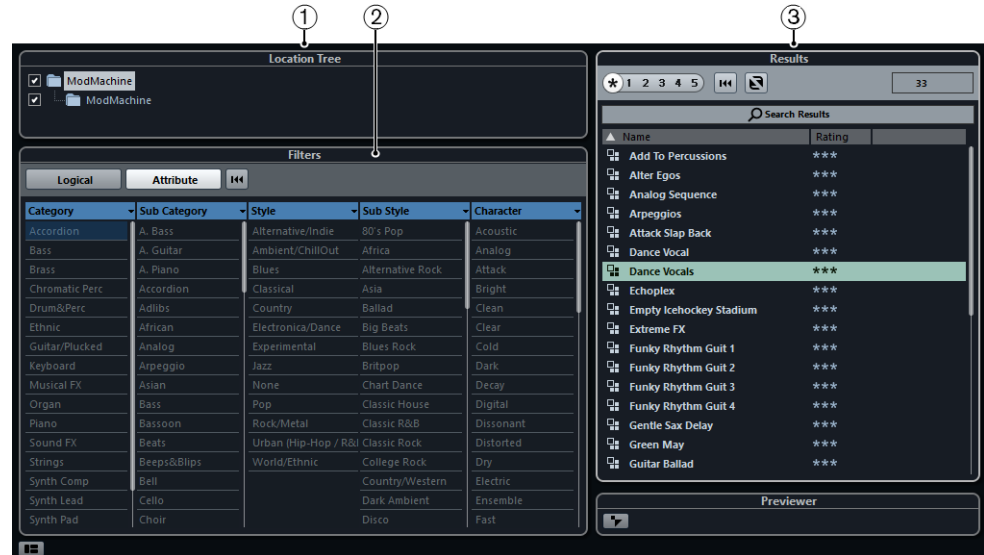 1 2 3
Location Tree
ModMachine
ModMachine
Filters
Logical Attribute
Category Sub Category Style Sub Style Character
Accordion A. Bass Alternative/Indie 80's Pop Acoustic
Bass A. Guitar Ambient/ChillOut Africa Analog
Brass A. Piano Blues Alternative Rock Attack
Chromatic Perc Accordion Classical Asia Bright
Drum&Perc Adlibs Country Ballad Clean
Ethnic African Electronica/Dance Big Beats Clear
Guitar/Plucked Analog Experimental Blues Rock Cold
Keyboard Arpeggio Jazz Britpop Dark
Musical FX Asian None Chart Dance Decay
Organ Bass Pop Classic House Digital
Piano Bassoon Rock/Metal Classic R&B Dissonant
Sound FX Beats Urban (Hip-Hop / R&I Classic Rock Distorted
Strings Beeps&Blips World/Ethnic College Rock Dry
Synth Comp Bell Country/Western Electric
Synth Lead Cello Dark Ambient Ensemble
Synth Pad Choir Disco Fast
Results
* 1 2 3 4 5 33
Search Results
Name Rating
Add To Percussions ***
Alter Egos ***
Analog Sequence ***
Arpeggios ***
Attack Slap Back ***
Dance Vocal ***
Dance Vocals ***
Echoplex ***
Empty Icehockey Stadium ***
Extreme FX ***
Funky Rhythm Guit 1 ***
Funky Rhythm Guit 2 ***
Funky Rhythm Guit 3 ***
Funky Rhythm Guit 4 ***
Gentle Sax Delay ***
Green May ***
Guitar Ballad ***
Previewer